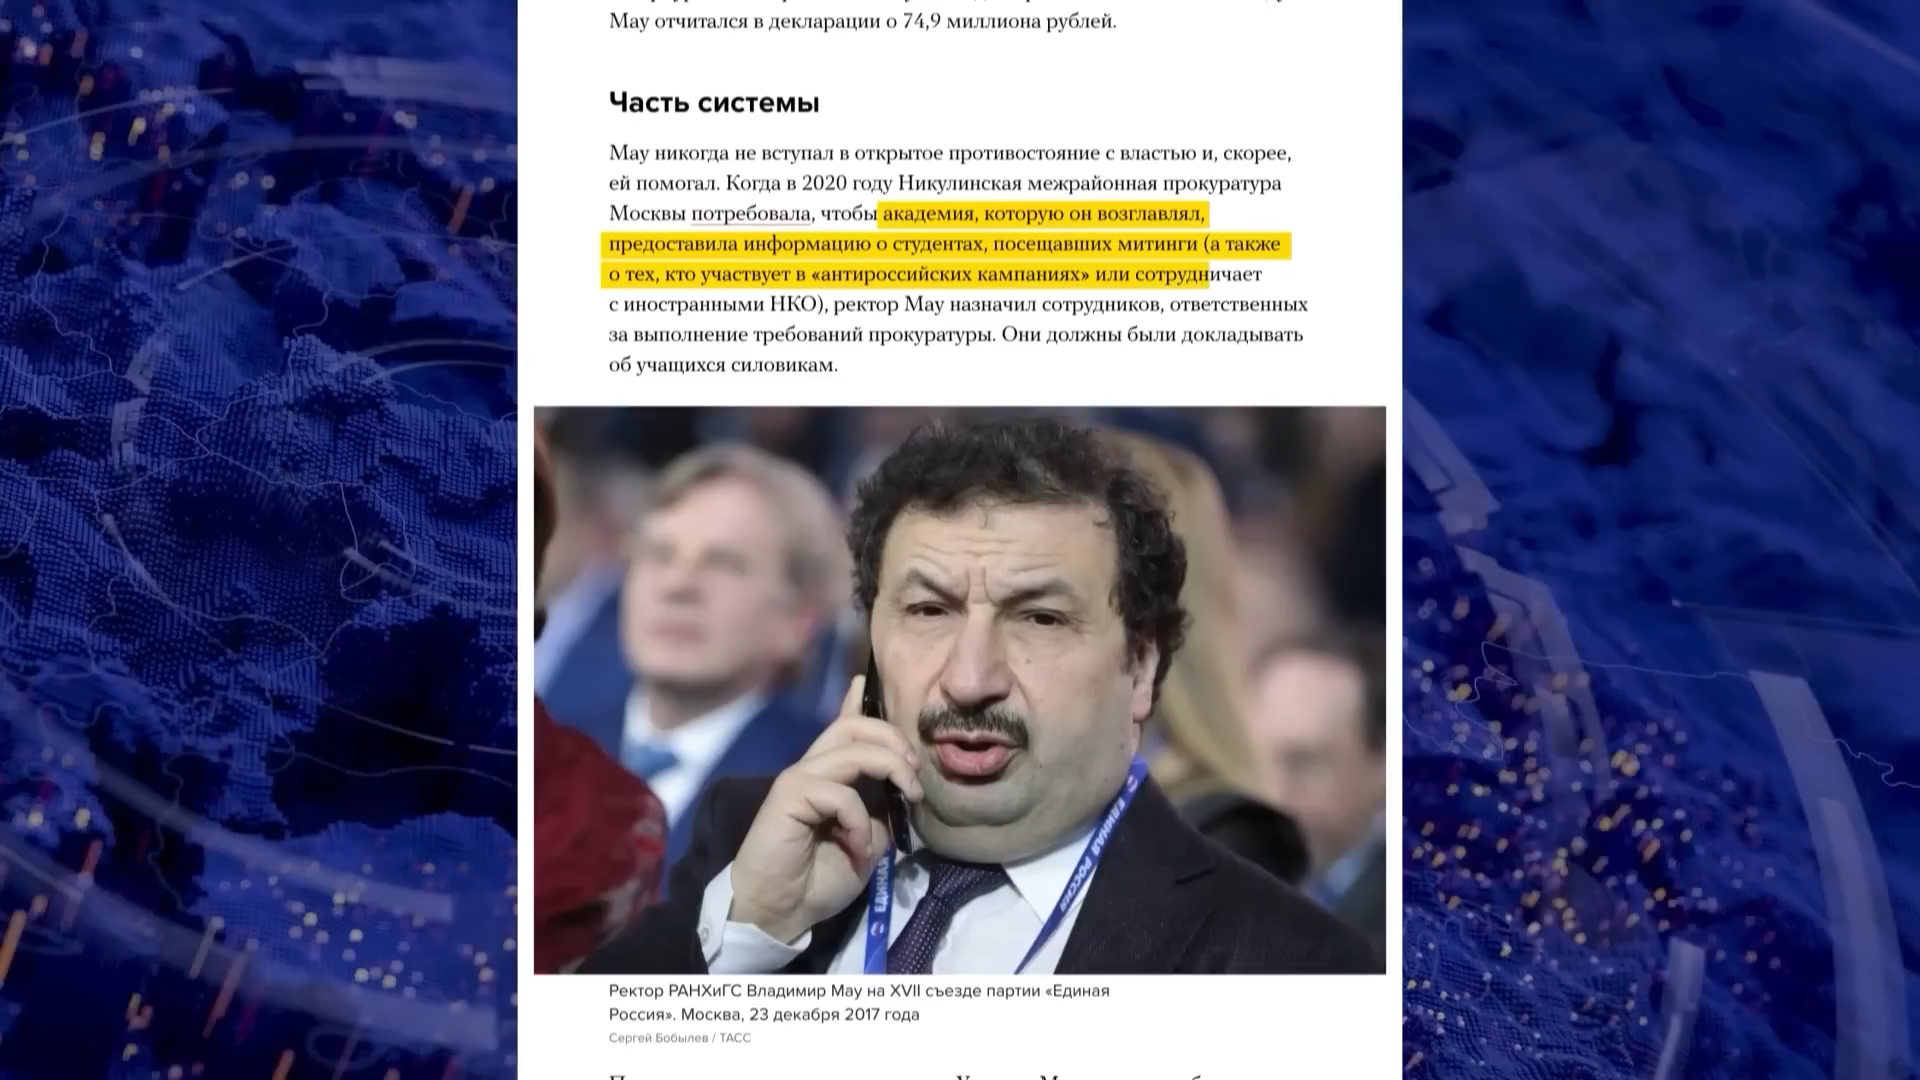 Мау отчитался в декларации о 74,9 миллиона рублей.
Часть системы
Мау никогда не вступал в открытое противостояние с властью и, скорее,
ей помогал. Когда в 2020 году Никулинская межрайонная прокуратура
Москвы потребовала, чтобы академия, которую он возглавлял,
предоставила информацию о студентах, посещавших митинги (а также
о тех, кто участвует в «антироссийских кампаниях» или сотрудничает
с иностранными НКО), ректор Мау назначил сотрудников, ответственных
за выполнение требований прокуратуры. Они должны были докладывать
об учащихся силовикам.
ЕДИНАЯ
ЕДИНАЯ РОССИЯ
Ректор РАНХиГС Владимир Мау на XVII съезде партии «Единая
Россия». Москва, 23 декабря 2017 года
Сергей Бобылев / ТАСС